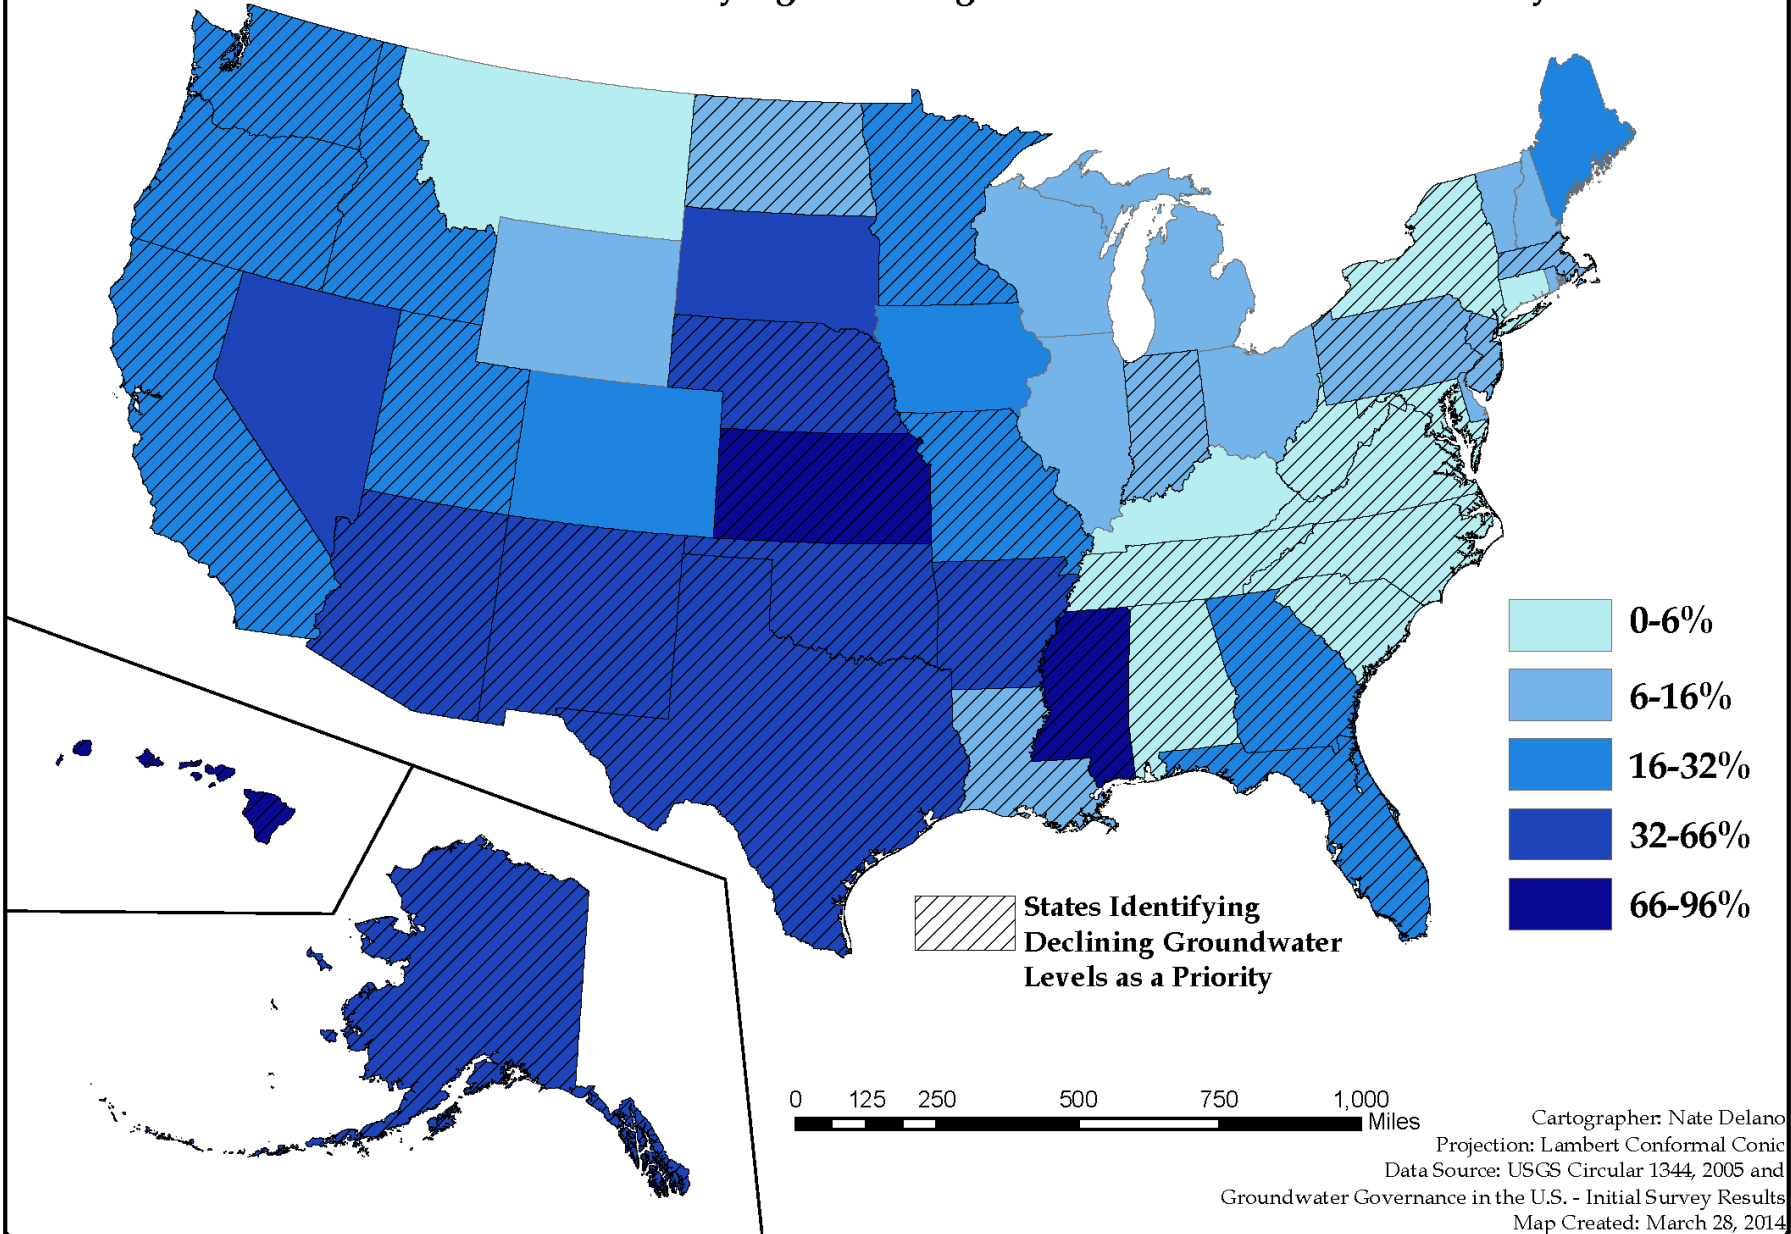 0-6%
6-16%
16-32%
32-66%
66-96%
States Identifying
Declining Groundwater
Levels as a Priority
0 125 250 500 750 1,000
Miles
Cartographer: Nate Delano
Projection: Lambert Conformal Conic
Data Source: USGS Circular 1344, 2005 and
Groundwater Governance in the U.S. - Initial Survey Results
Map Created: March 28, 2014